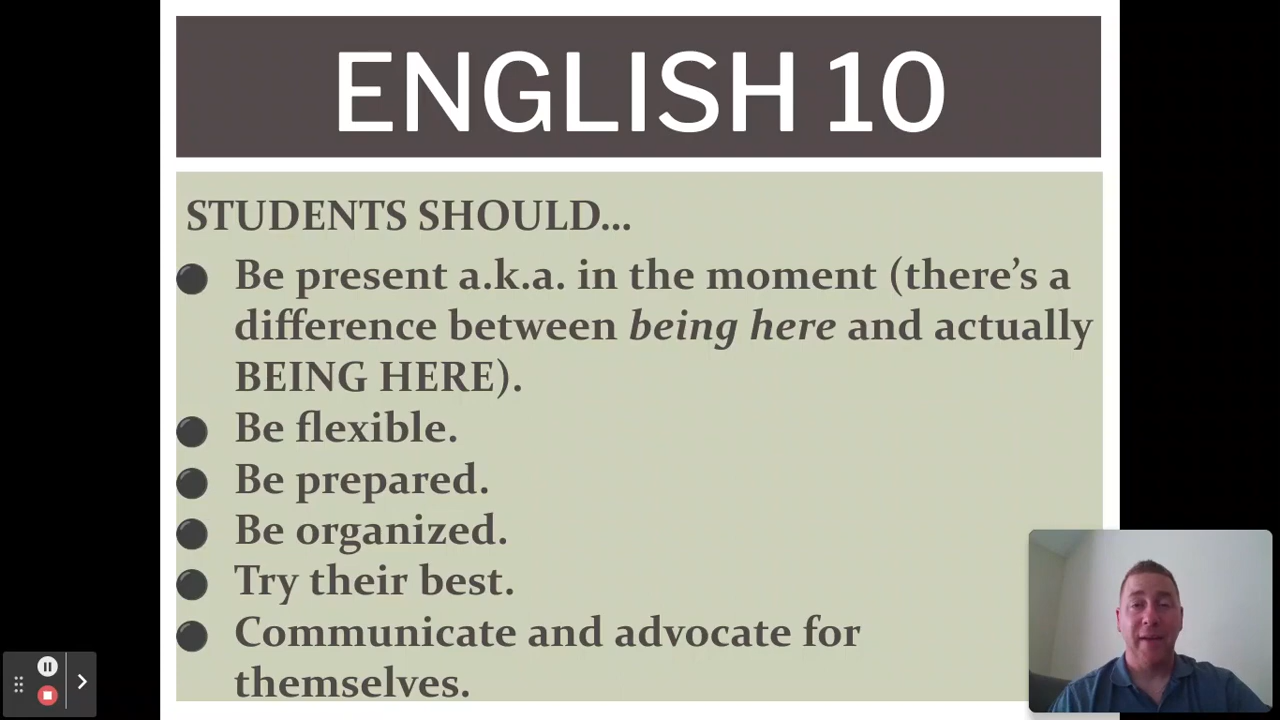 ENGLISH 10
STUDENTS SHOULD...
Be present a.k.a. in the moment (there’s a
difference between being here and actually
BEING HERE).
Be flexible.
Be prepared.
Be organized.
Try their best.
Communicate and advocate for
themselves.